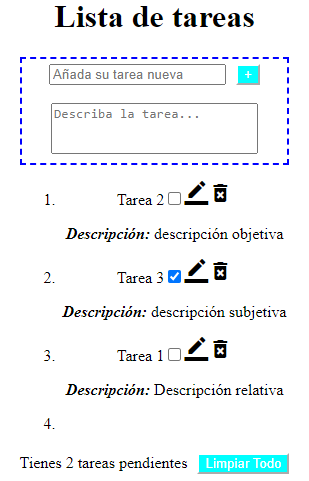 Lista de tareas
Añada su tarea nueva +
Describa la tarea...
1. Tarea 2
Descripción: descripción objetiva
2. Tarea 3
Descripción: descripción subjetiva
3. Tarea 1
Descripción: Descripción relativa
4.
Tienes 2 tareas pendientes Limpiar Todo